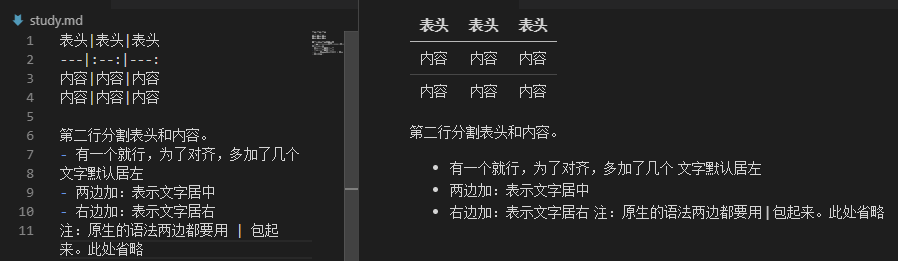 study.md
1 表头|表头|表头
2 ---|:--:|---:
3 内容|内容|内容
4 内容|内容|内容
5
6 第二行分割表头和内容。
7 - 有一个就行，为了对齐，多加了几个
8 文字默认居左
9 - 两边加：表示文字居中
10 - 右边加：表示文字居右
11 注：原生的语法两边都要用 | 包起
来。此处省略
表头 表头 表头
内容 内容 内容
内容 内容 内容
第二行分割表头和内容。
• 有一个就行，为了对齐，多加了几个 文字默认居左
• 两边加：表示文字居中
• 右边加：表示文字居右 注：原生的语法两边都要用|包起来。此处省略